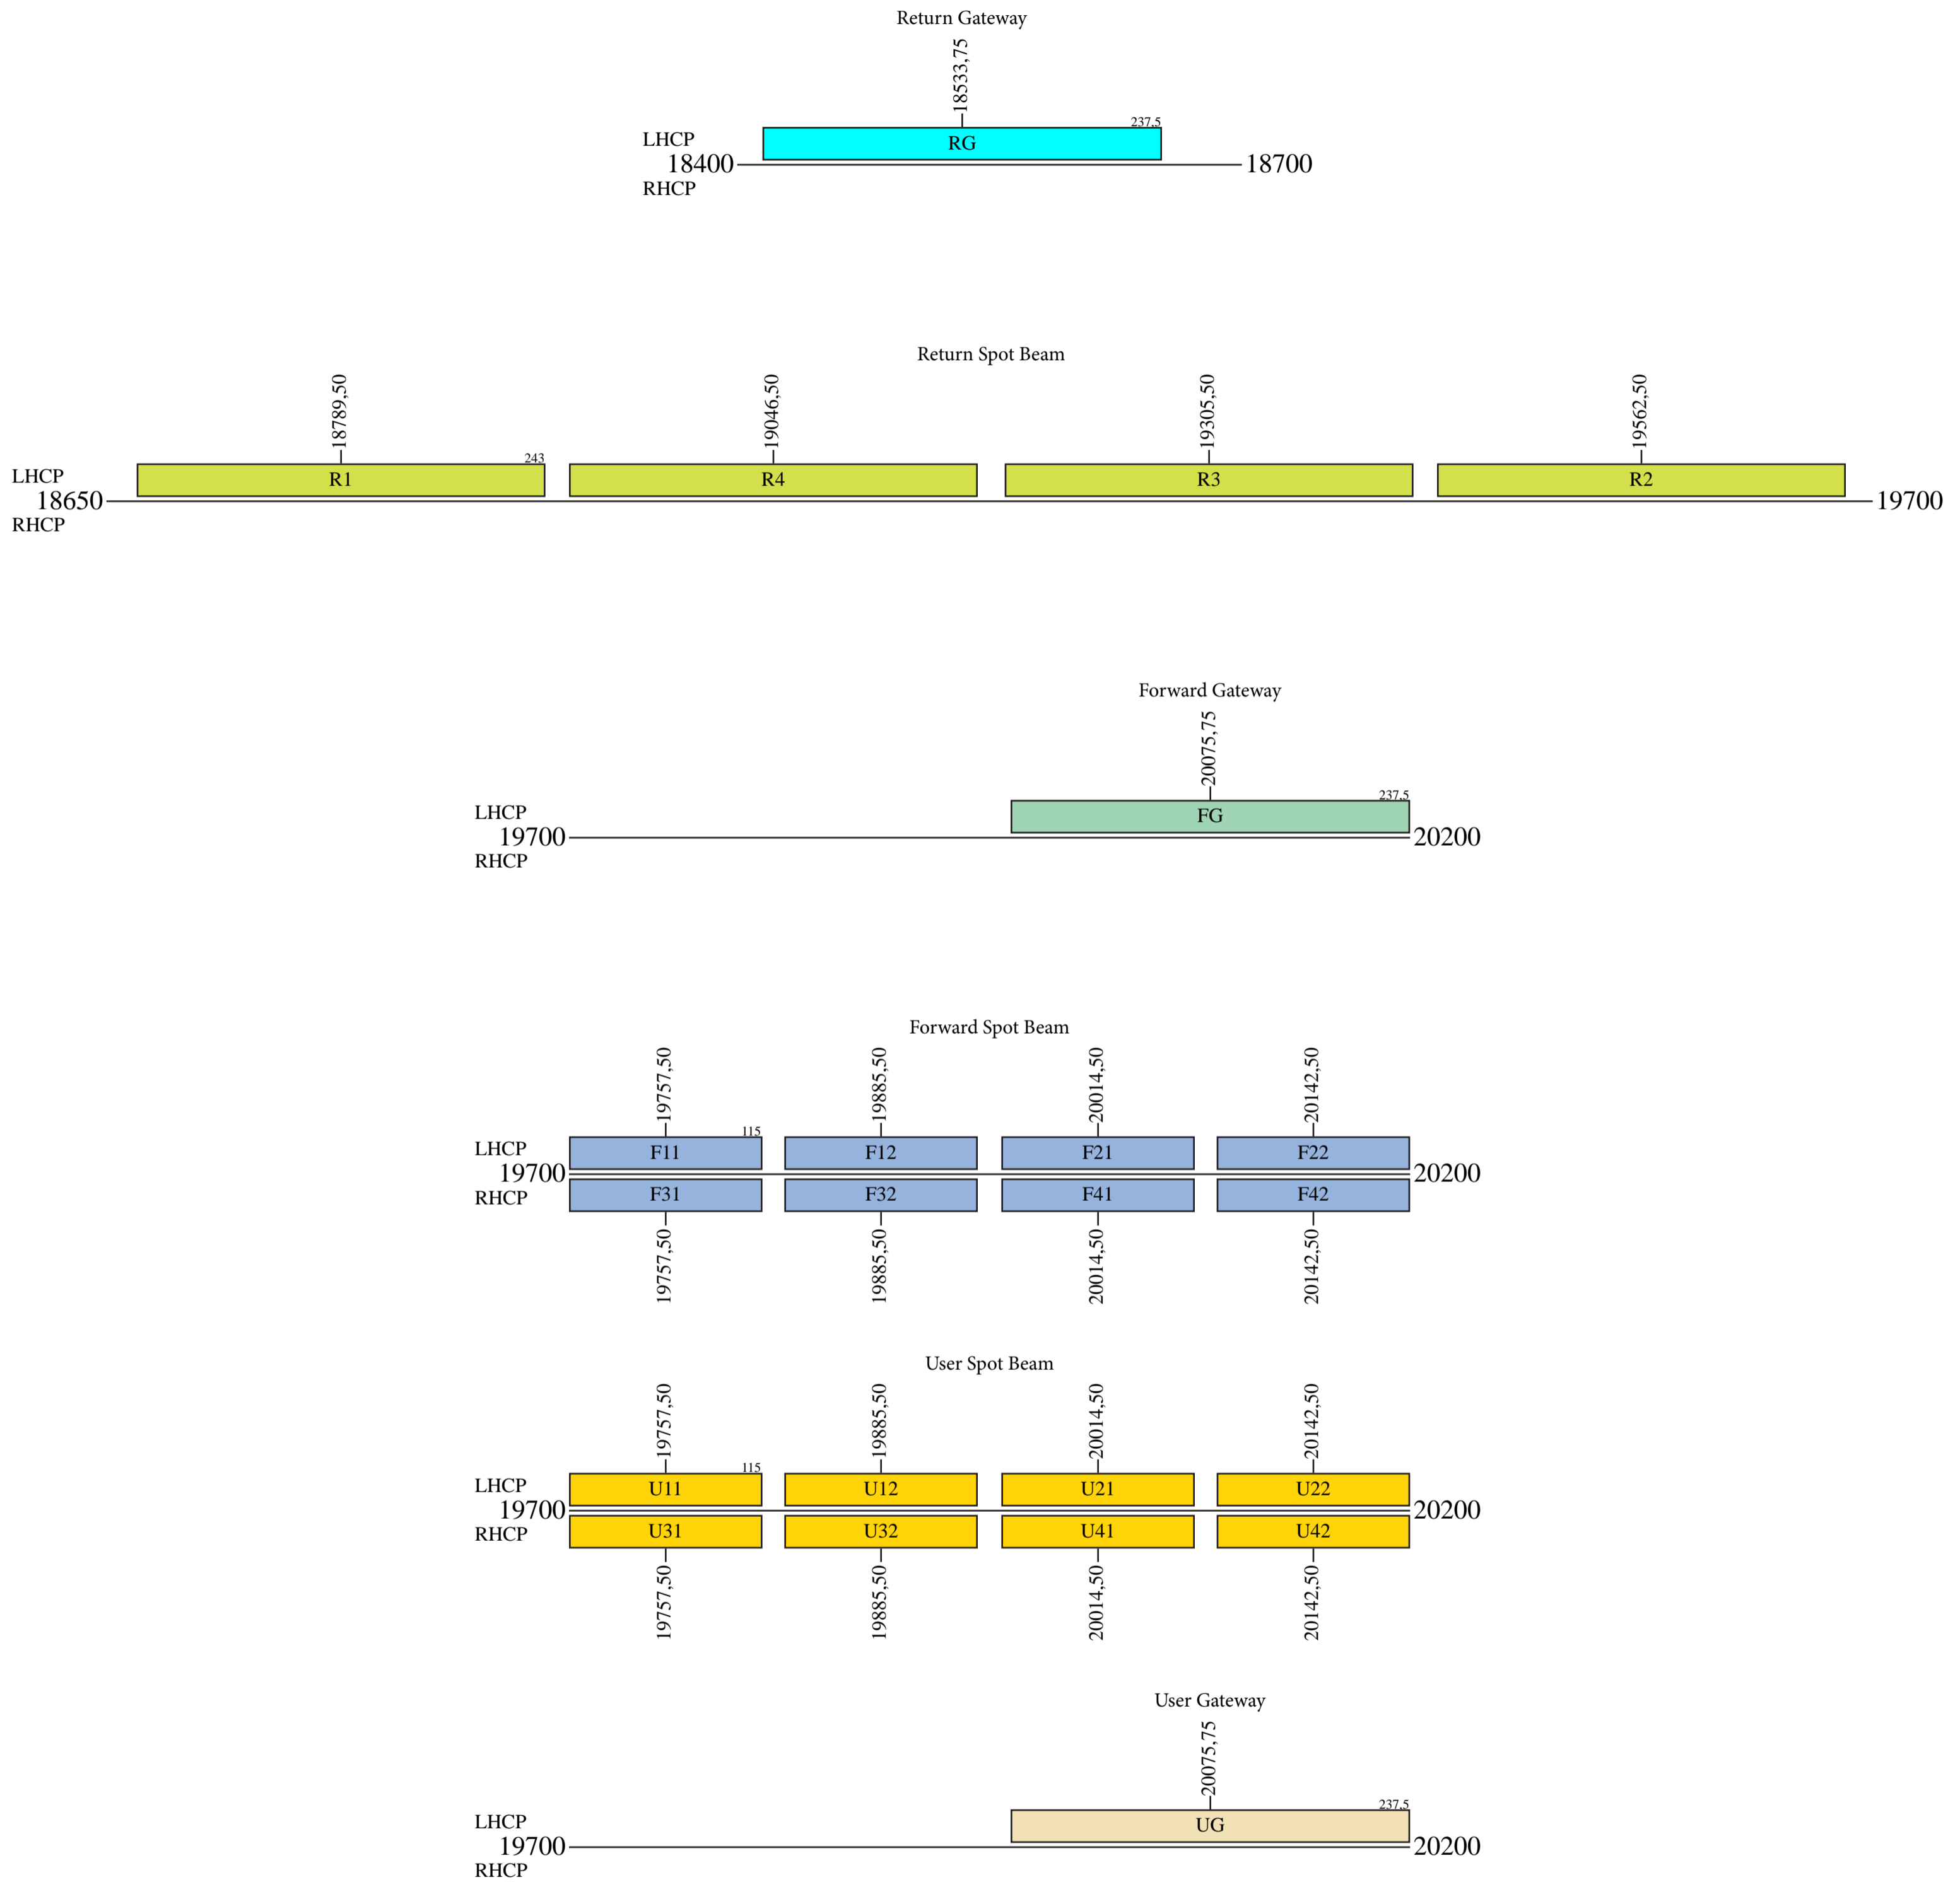 Return Gateway
18533,75
237,5
LHCP
RG
18400
18700
RHCP
Return Spot Beam
18789,50
19046,50
19305,50
19562,50
243
LHCP
R1
R4
R3
R2
18650
19700
RHCP
Forward Gateway
20075,75
237,5
LHCP
FG
19700
20200
RHCP
Forward Spot Beam
19757,50
19885,50
20014,50
20142,50
115
LHCP
F11
F12
F21
F22
19700
20200
RHCP
F31
F32
F41
F42
19757,50
19885,50
20014,50
20142,50
User Spot Beam
19757,50
19885,50
20014,50
20142,50
115
LHCP
U11
U12
U21
U22
19700
20200
RHCP
U31
U32
U41
U42
19757,50
19885,50
20014,50
20142,50
User Gateway
20075,75
237,5
LHCP
UG
19700
20200
RHCP